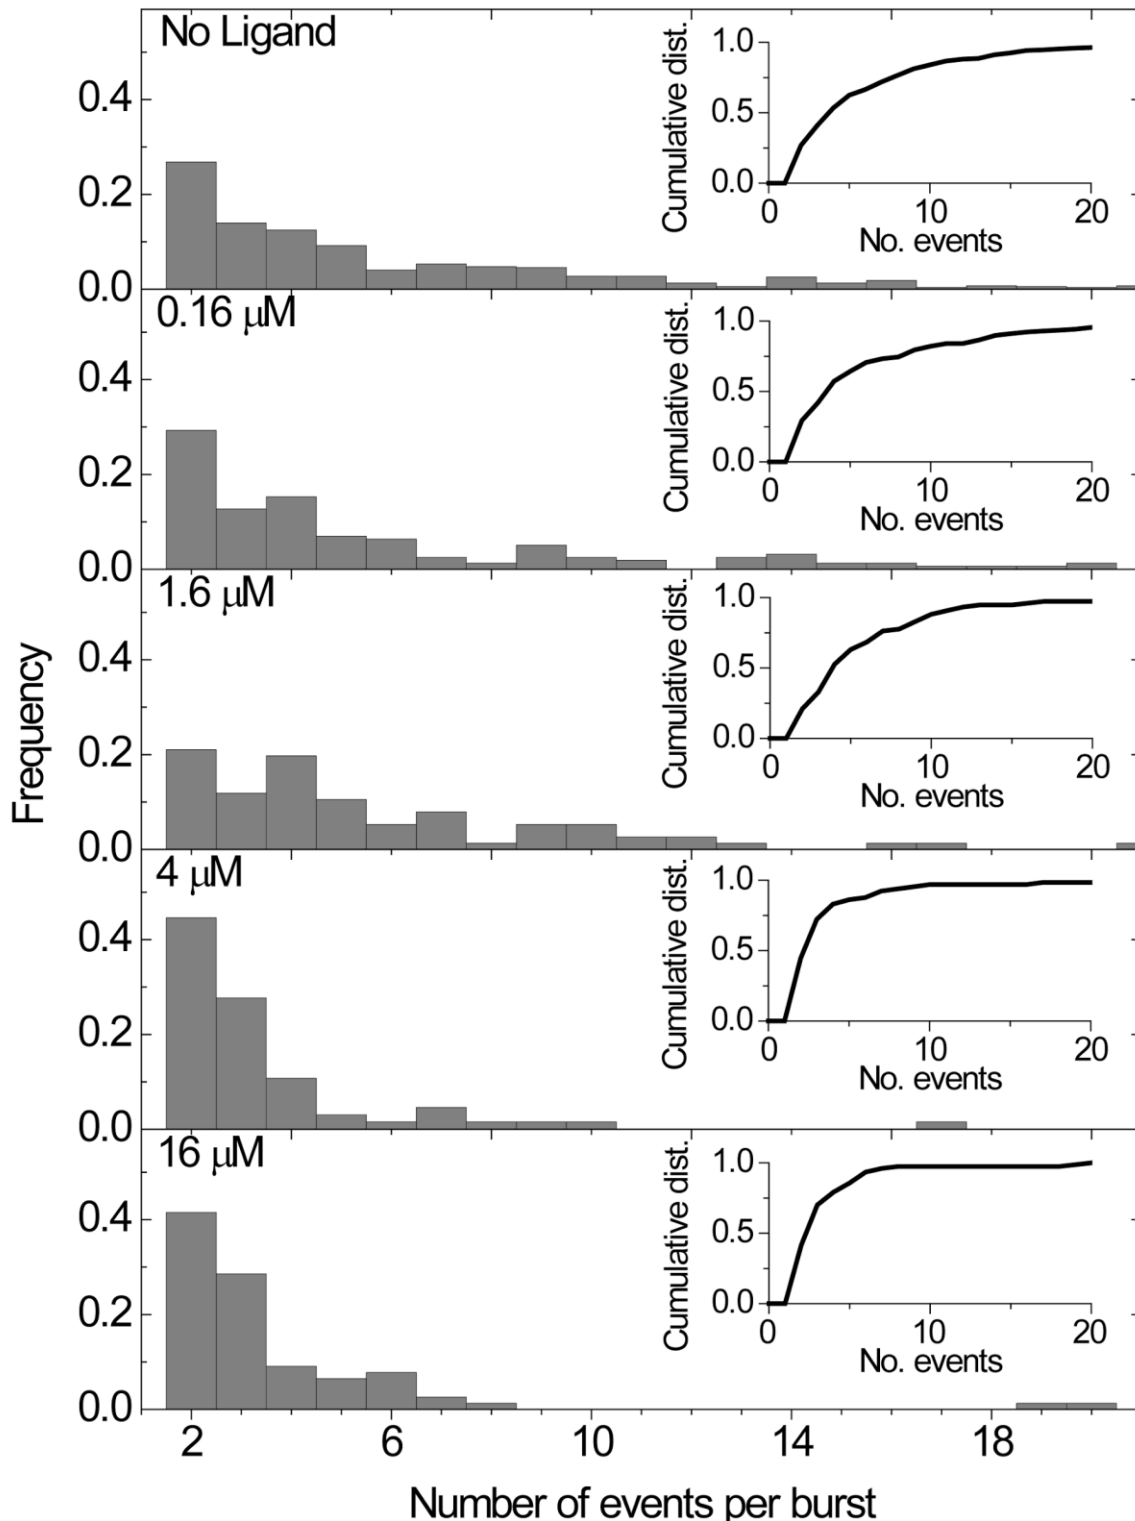 No Ligand
0.4
0.2
0.0
Cumulative dist.
1.0
0.5
0.0
0 10 20
No. events
0.16 μM
0.4
0.2
0.0
Cumulative dist.
1.0
0.5
0.0
0 10 20
No. events
1.6 μM
0.4
0.2
0.0
Cumulative dist.
1.0
0.5
0.0
0 10 20
No. events
4 μM
0.4
0.2
0.0
Cumulative dist.
1.0
0.5
0.0
0 10 20
No. events
16 μM
0.4
0.2
0.0
Cumulative dist.
1.0
0.5
0.0
0 10 20
No. events
Frequency
2 6 10 14 18
Number of events per burst